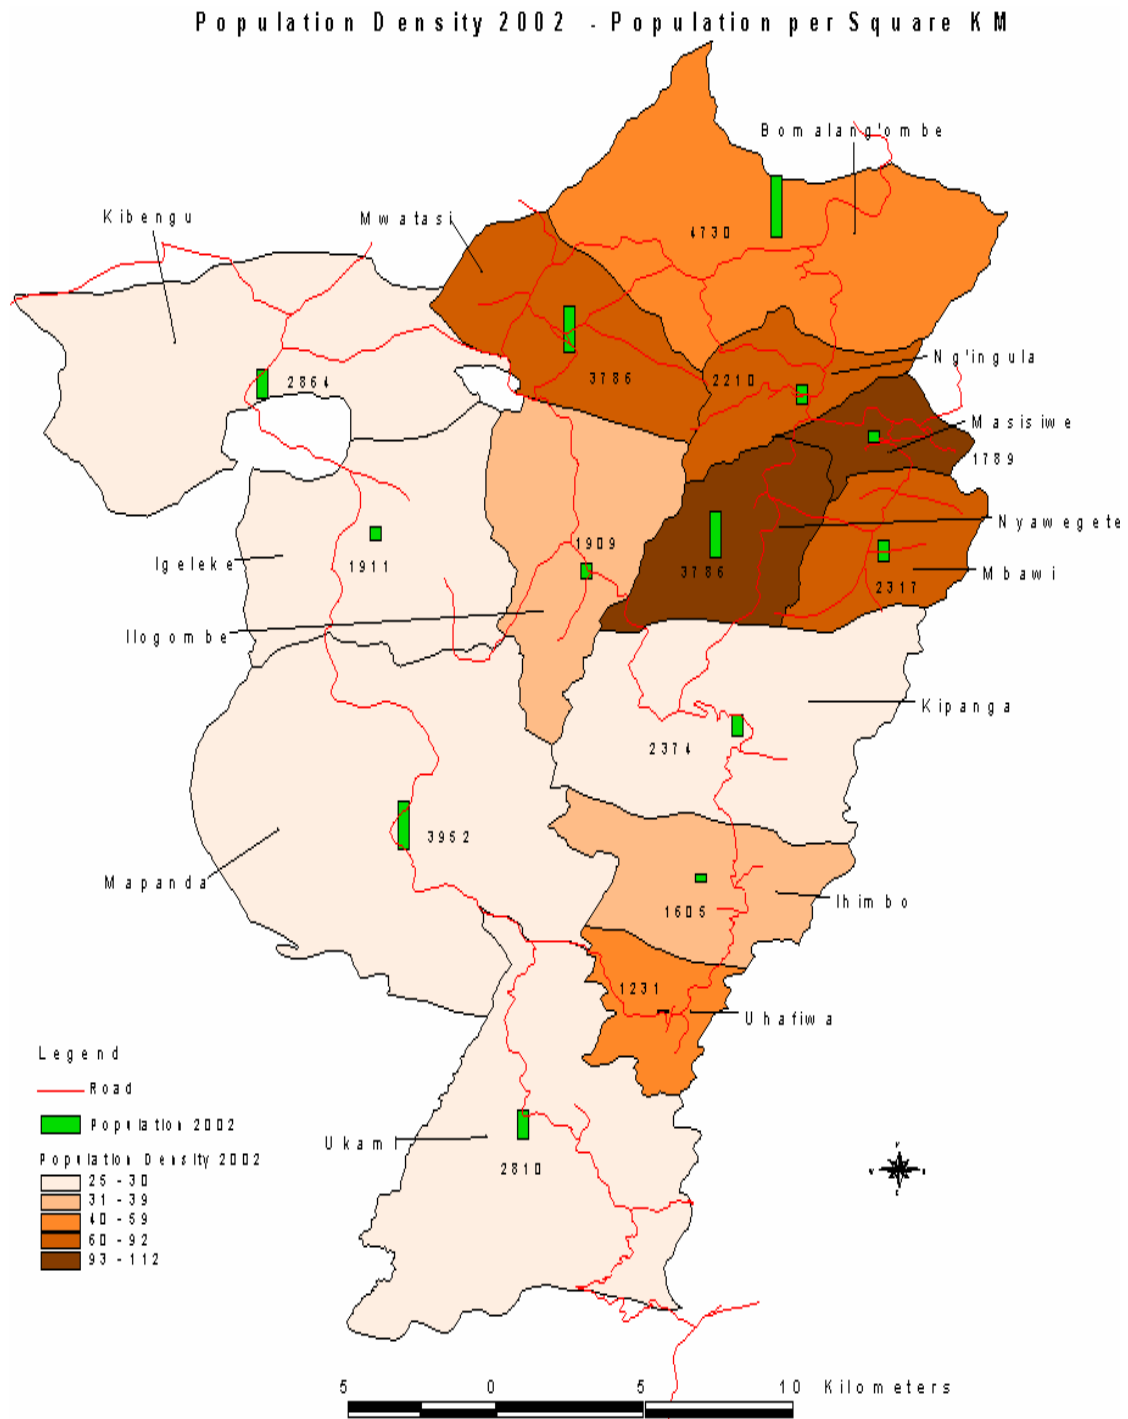 Population Density 2002 - Population per Square KM
Bomalang'ombe
Kibengu
Mwatasi
4730
Ng'ingula
3786
2210
2864
Masisiwe
1789
Nyawegete
1909
Igeleke
1911
3786
Mbawi
2317
Ilogombe
Kipanga
2374
3952
Mapanda
Ihimbo
1605
1231
Uhafiwa
Legend
Road
Population 2002
Ukami
Population Density 2002
2810
25 - 30
31 - 39
40 - 59
60 - 92
93 - 112
5 0 5 10 Kilometers